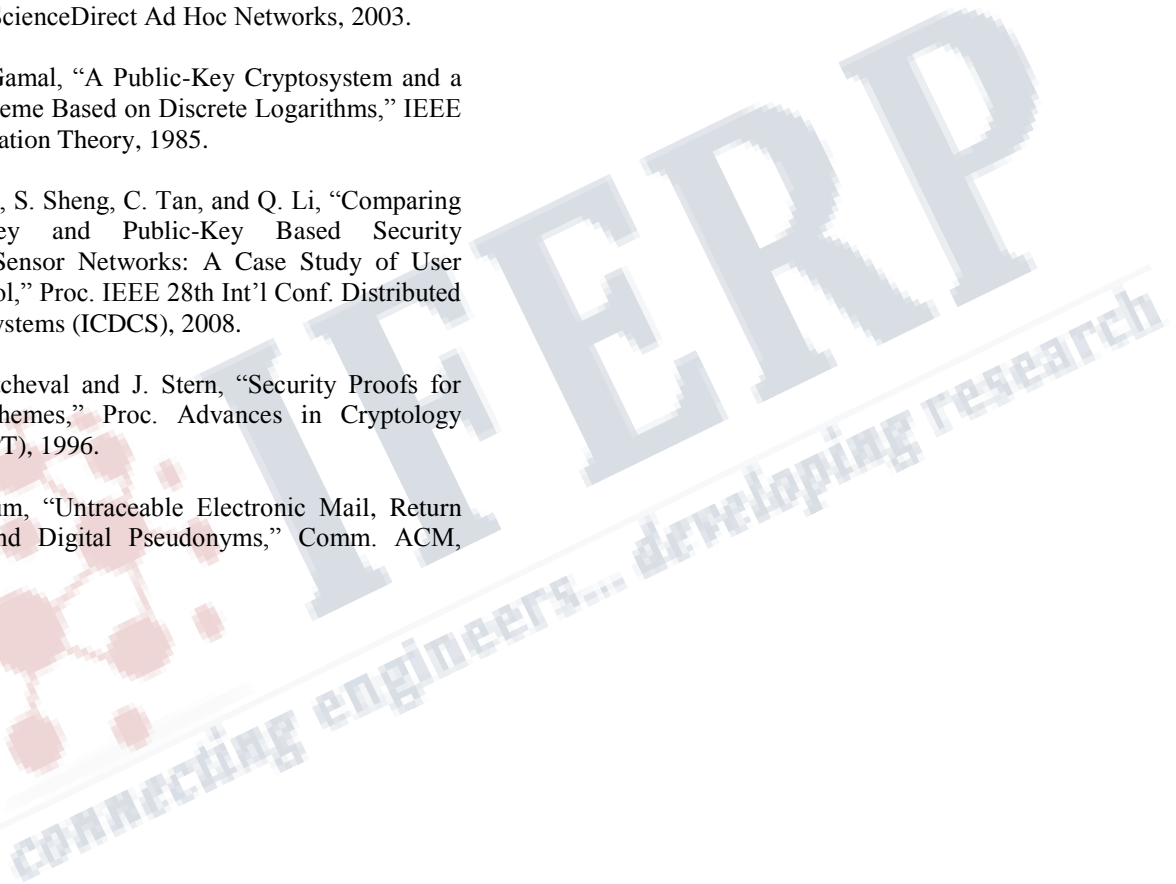 ScienceDirect Ad Hoc Networks, 2003.
Gamal, “A Public-Key Cryptosystem and a
eme Based on Discrete Logarithms,” IEEE
ation Theory, 1985.
, S. Sheng, C. Tan, and Q. Li, “Comparing
ey and Public-Key Based Security
Sensor Networks: A Case Study of User
ol,” Proc. IEEE 28th Int’l Conf. Distributed
ystems (ICDCS), 2008.
cheval and J. Stern, “Security Proofs for
hemes,” Proc. Advances in Cryptology
PT), 1996.
um, “Untraceable Electronic Mail, Return
nd Digital Pseudonyms,” Comm. ACM,
IFERP
connecting engineers... developing research